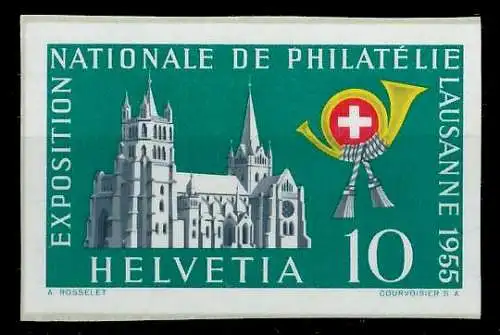 EXPOSITION
NATIONALE DE PHILATÉLIE
LAUSANNE 1955
HELVETIA
10
A. ROSSELET
COURVOISIER S.A.